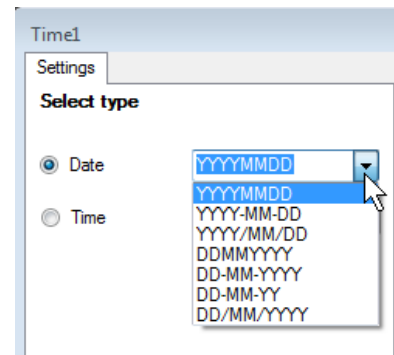 Time1
Settings
Select type
Date YYYYMMDD
YYYYMMDD
YYYY-MM-DD
Time
YYYY/MM/DD
DDMMYYYY
DD-MM-YYYY
DD-MM-YY
DD/MM/YYYY